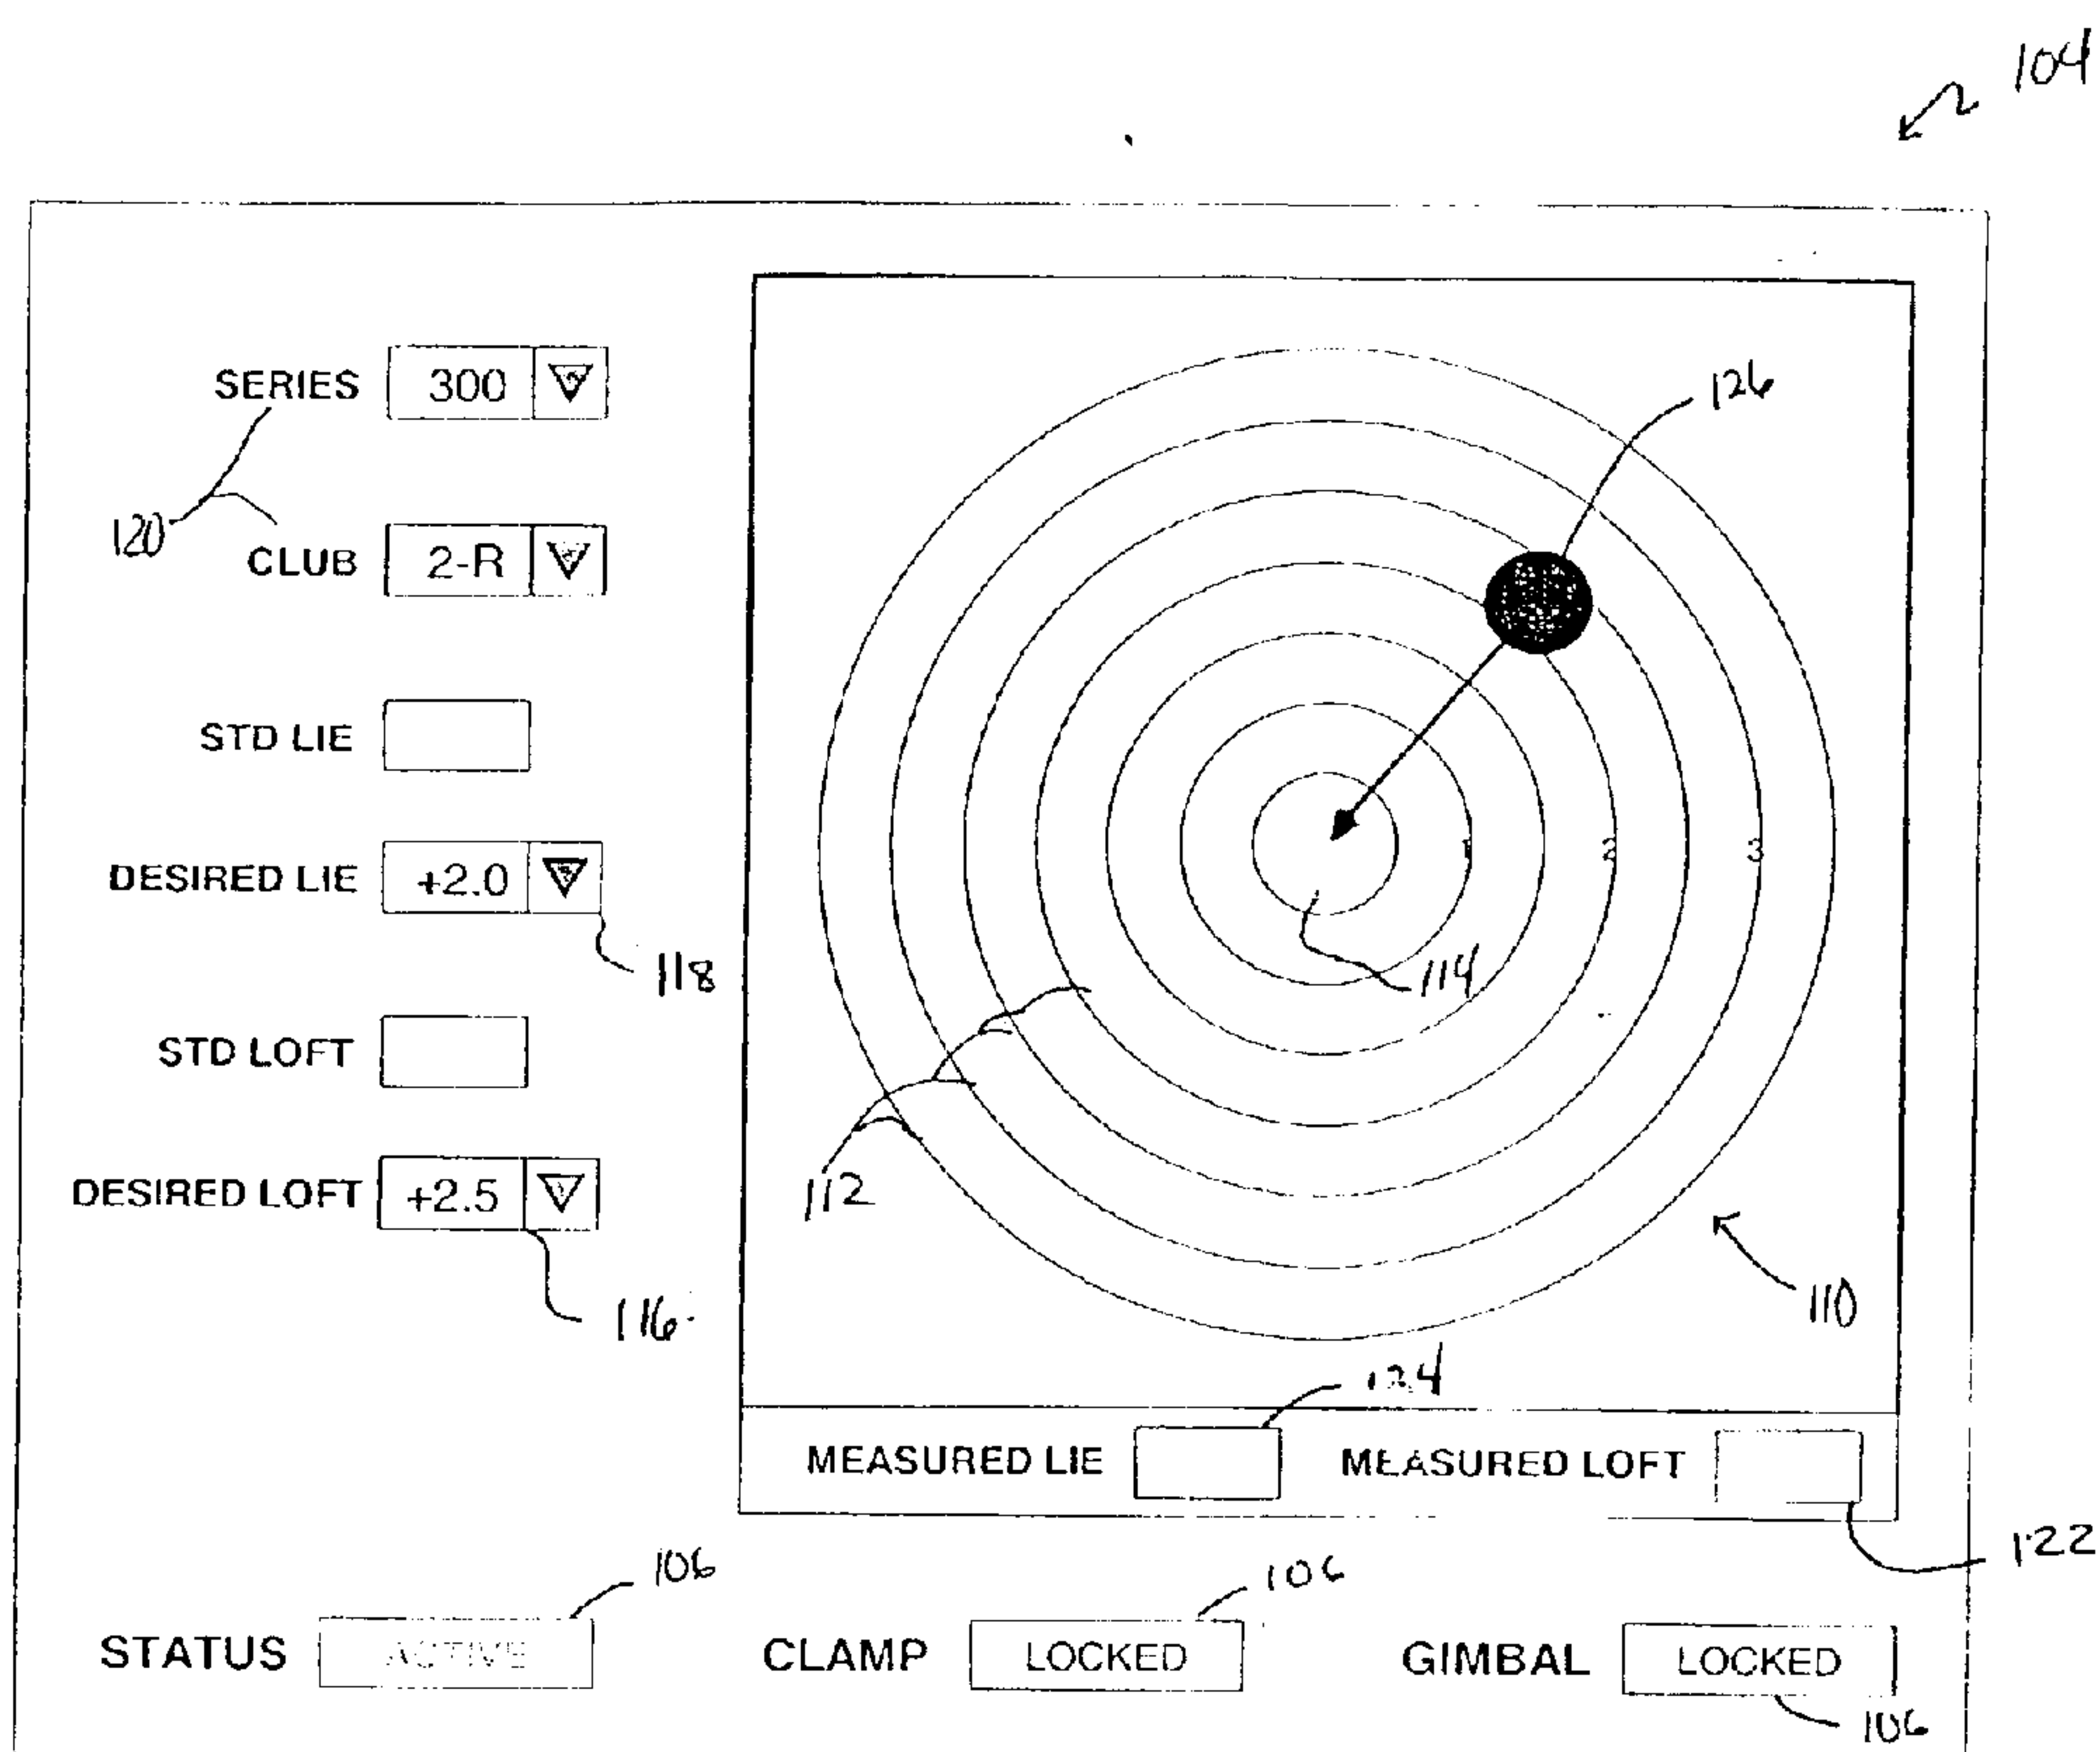 104
SERIES 300
126
120
CLUB 2-R
STD LIE
DESIRED LIE +2.0
1 2 3
118
114
STD LOFT
112
DESIRED LOFT +2.5
110
116
124
MEASURED LIE MEASURED LOFT
122
106 106
STATUS ACTIVE CLAMP LOCKED GIMBAL LOCKED
106